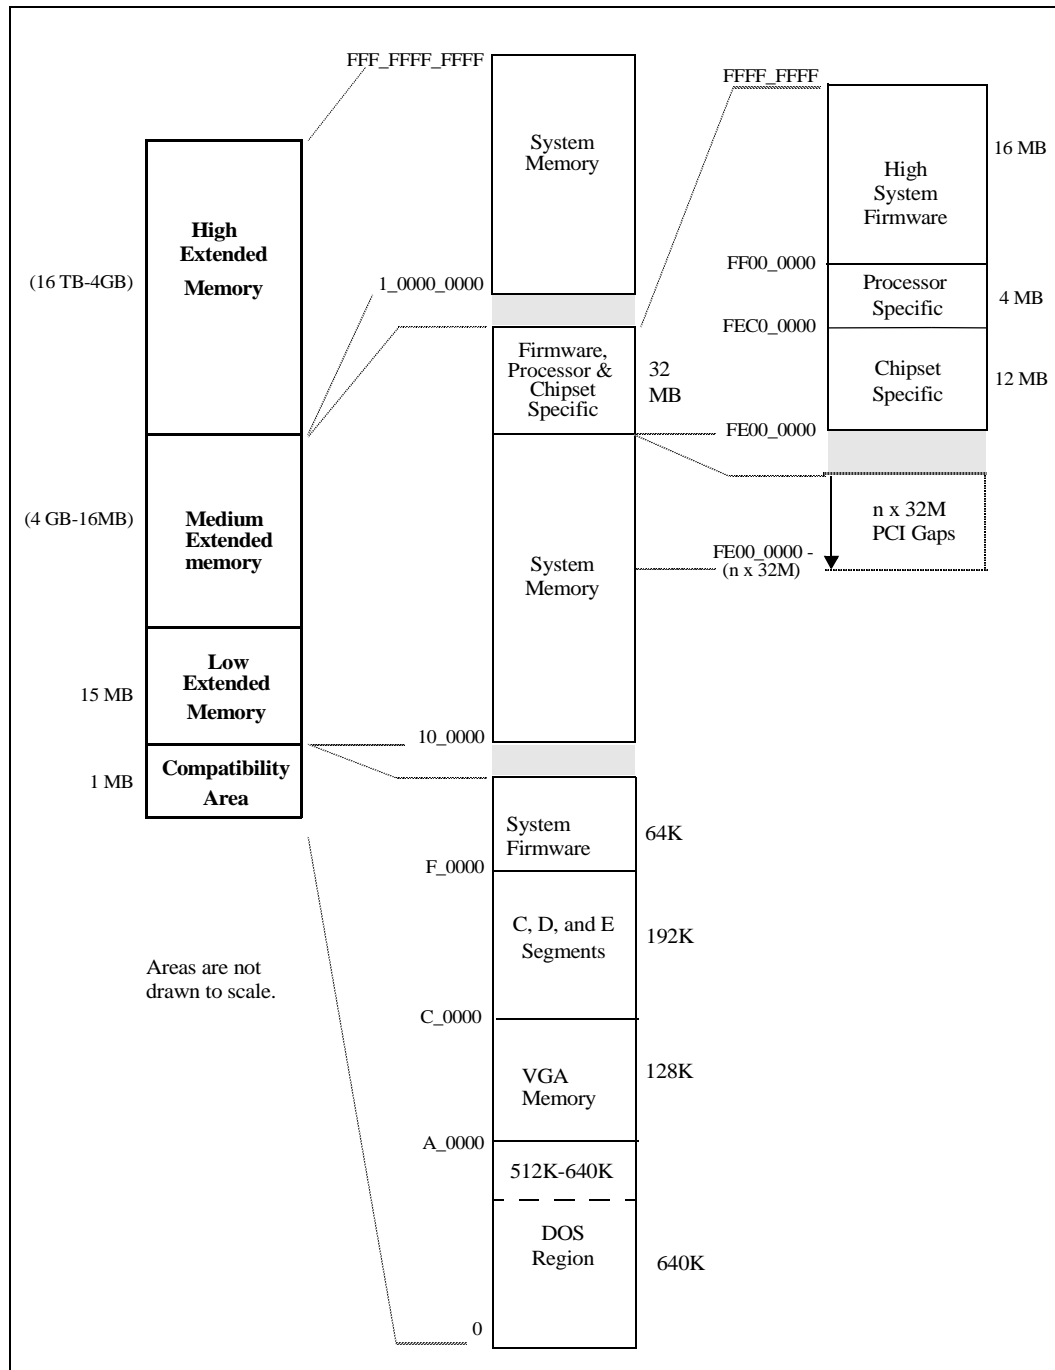 FFF_FFFF_FFFF
System
Memory
1_0000_0000
Firmware,
Processor &
Chipset
Specific
32
MB
System
Memory
10_0000
System
Firmware
64K
F_0000
C, D, and E
Segments
192K
C_0000
VGA
Memory
128K
A_0000
512K-640K
DOS
Region
640K
0
High
Extended
Memory
(16 TB-4GB)
Medium
Extended
memory
(4 GB-16MB)
Low
Extended
Memory
15 MB
Compatibility
Area
1 MB
Areas are not
drawn to scale.
FFFF_FFFF
High
System
Firmware
16 MB
FF00_0000
Processor
Specific
4 MB
FEC0_0000
Chipset
Specific
12 MB
FE00_0000
n x 32M
PCI Gaps
FE00_0000 -
(n x 32M)